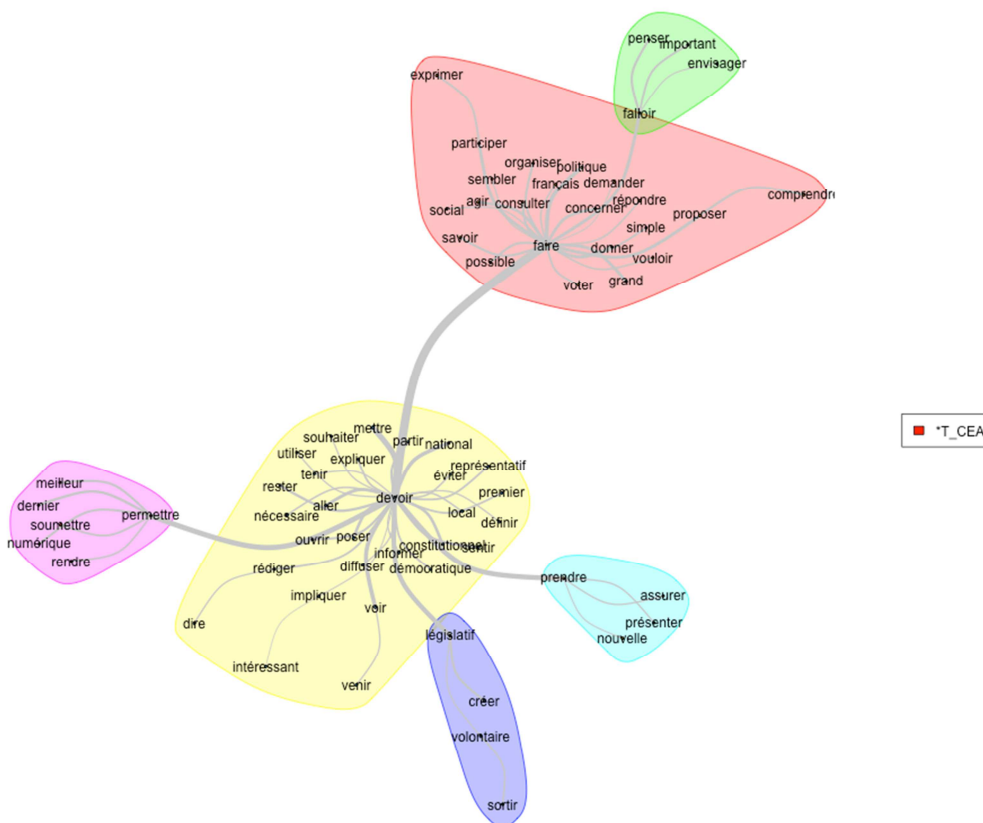 penser
important
envisager
falloir
exprimer
participer
organiser
politique
sembler
français
demander
comprendre
agir
consulter
répondre
social
concerner
proposer
simple
savoir
faire
donner
vouloir
possible
grand
voter
*T_CEA
mettre
souhaiter
partir
national
utiliser
expliquer
représentatif
tenir
éviter
meilleur
rester
devoir
premier
dernier
aller
permettre
nécessaire
local
définir
soumettre
ouvrir
poser
numérique
constitutionnel
sentir
informer
rendre
rédiger
diffuser
démocratique
prendre
impliquer
assurer
voir
dire
présenter
législatif
nouvelle
intéressant
venir
créer
volontaire
sortir